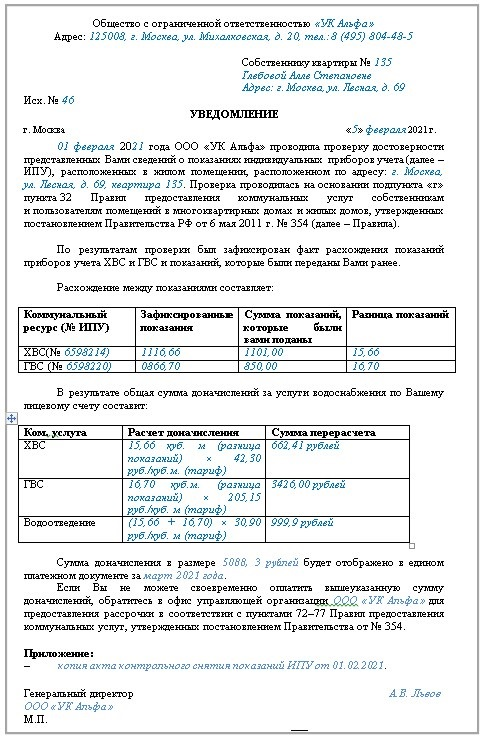 Общество с ограниченной ответственностью «УК Альфа»
Адрес: 125008, г. Москва, ул. Михалковская, д. 20, тел.: 8 (495) 804-48-5
Собственнику квартиры № 135
Глебовой Алле Степановне
Адрес: г. Москва, ул. Лесная, д. 69
Исх. № 46
УВЕДОМЛЕНИЕ
г. Москва «5» февраля 2021г.
01 февраля 2021 года ООО «УК Альфа» проводила проверку достоверности
представленных Вами сведений о показаниях индивидуальных приборов учета (далее –
ИПУ), расположенных в жилом помещении, расположенном по адресу: г. Москва,
ул. Лесная, д. 69, квартира 135. Проверка проводилась на основании подпункта «г»
пункта 32 Правил предоставления коммунальных услуг собственникам
и пользователям помещений в многоквартирных домах и жилых домов, утвержденных
постановлением Правительства РФ от 6 мая 2011 г. № 354 (далее – Правила).
По результатам проверки был зафиксирован факт расхождения показаний
приборов учета ХВС и ГВС и показаний, которые были переданы Вами ранее.
Расхождение между показаниями составляет:
Коммунальный ресурс (№ ИПУ) Зафиксированные показания Сумма показаний, которые были вами поданы Разница показаний
ХВС(№ 6598214) 1116,66 1101,00 15,66
ГВС (№ 6598220) 0866,70 850,00 16,70
В результате общая сумма доначислений за услуги водоснабжения по Вашему
лицевому счету составит:
Ком. услуга Расчет доначисления Сумма перерасчета
ХВС 15,66 куб. м (разница показаний) × 42,30 руб./куб.м. (тариф) 662,41 рублей
ГВС 16,70 куб.м. (разница показаний) × 205,15 руб./куб. м (тариф) 3426,00 рублей
Водоотведение (15,66 + 16,70) × 30,90 руб./куб. м (тариф) 999,9 рублей
Сумма доначисления в размере 5088, 3 рублей будет отображено в едином
платежном документе за март 2021 года.
Если Вы не можете своевременно оплатить вышеуказанную сумму
доначислений, обратитесь в офис управляющей организации ООО «УК Альфа» для
предоставления рассрочки в соответствии с пунктами 72–77 Правил предоставления
коммунальных услуг, утвержденных постановлением Правительства от № 354.
Приложение:
– копия акта контрольного снятия показаний ИПУ от 01.02.2021.
Генеральный директор А.В. Львов
ООО «УК Альфа»
М.П.